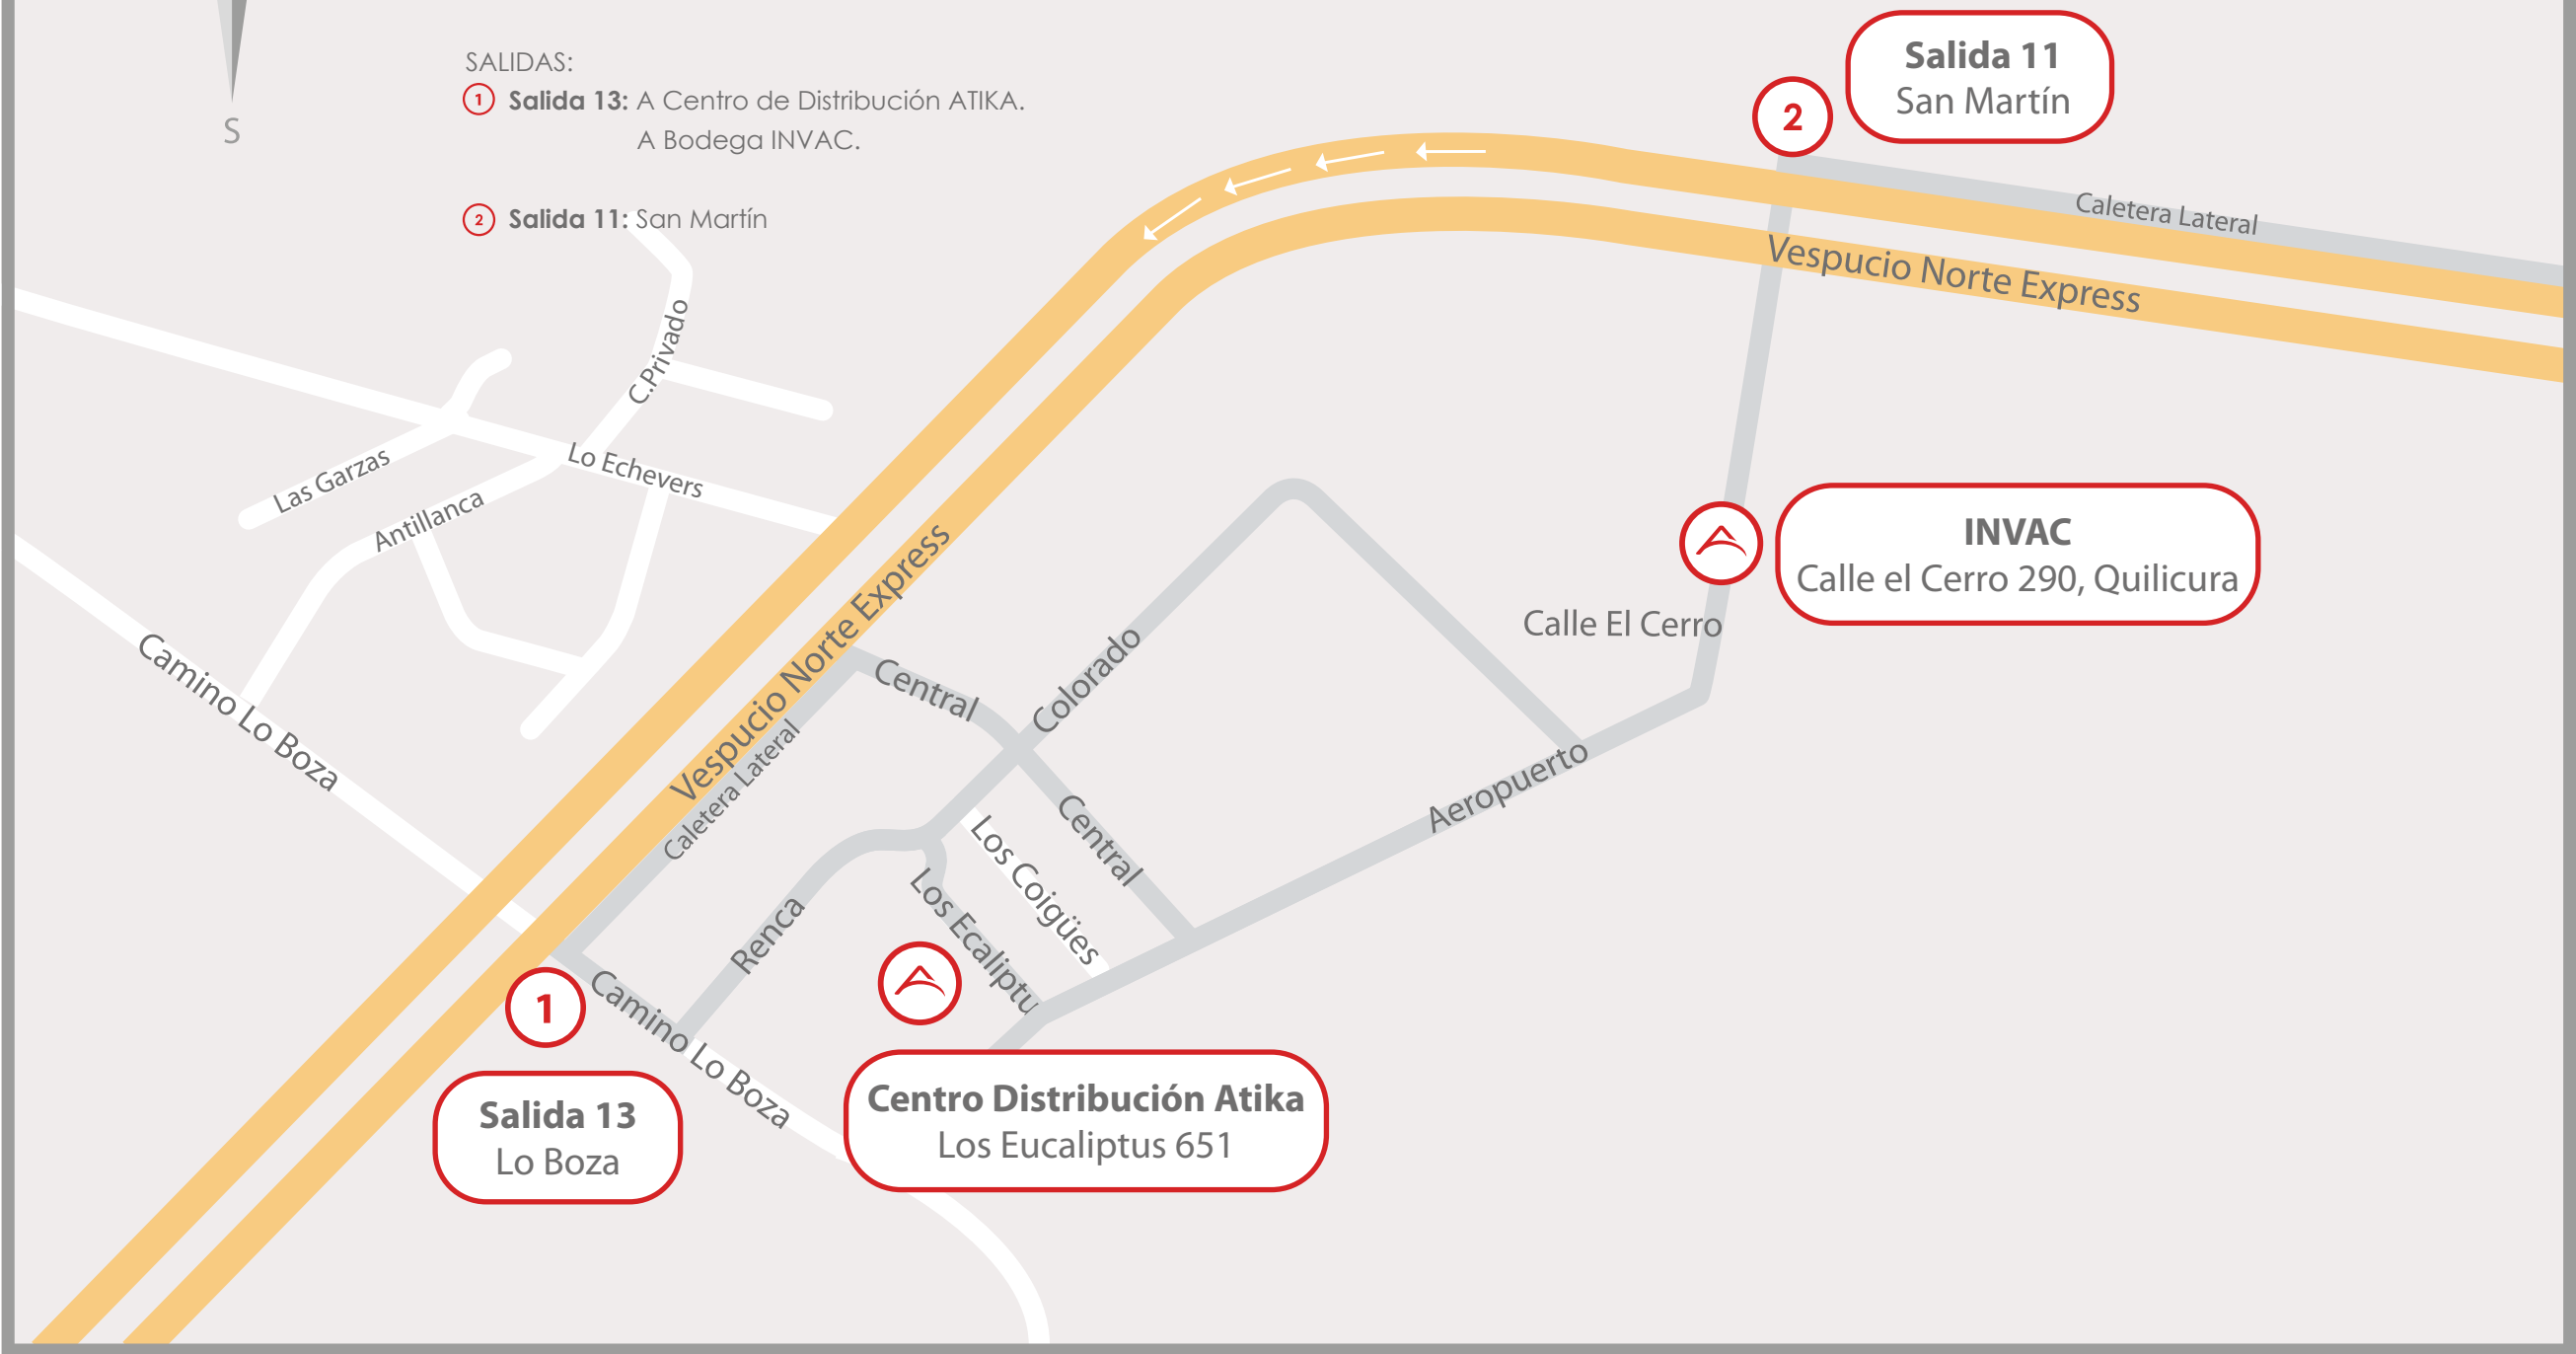 S
SALIDAS:
1 Salida 13: A Centro de Distribución ATIKA.
A Bodega INVAC.
2 Salida 11: San Martín
Salida 11
San Martín
2
Caletera Lateral
Vespucio Norte Express
C.Privado
Lo Echevers
Las Garzas
Antillanca
Camino Lo Boza
Vespucio Norte Express
Caletera Lateral
Central
Colorado
INVAC
Calle el Cerro 290, Quilicura
Calle El Cerro
Aeropuerto
Central
Los Coigües
Los Ecaliptu
Renca
Camino Lo Boza
1
Salida 13
Lo Boza
Centro Distribución Atika
Los Eucaliptus 651